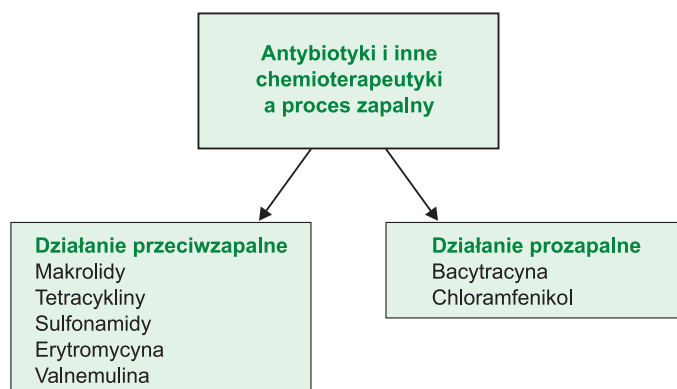 Antybiotyki i inne
chemioterapeutyki
a proces zapalny
Działanie przeciwzapalne
Makrolidy
Tetracykliny
Sulfonamidy
Erytromycyna
Valnemulina
Działanie prozapalne
Bacytracyna
Chloramfenikol